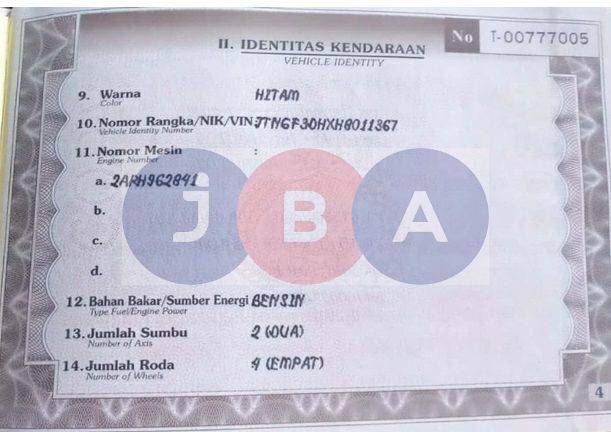 No T-00777005
II. IDENTITAS KENDARAAN
VEHICLE IDENTITY
9. Warna HITAM
Color
10. Nomor Rangka/NIK/VIN JTNGF3DHXH8011367
Vehicle Identity Number
11. Nomor Mesin :
Engine Number
a. 2ARH962841
b.
c.
d.
JBA
12. Bahan Bakar/Sumber Energi BENSIN
Type Fuel/Engine Power
13. Jumlah Sumbu 2 (DUA)
Number of Axis
14. Jumlah Roda 4 (EMPAT)
Number of Wheels
4